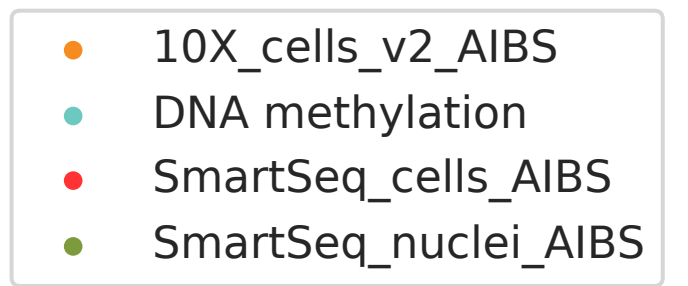 10X_cells_v2_AIBS
DNA methylation
SmartSeq_cells_AIBS
SmartSeq_nuclei_AIBS